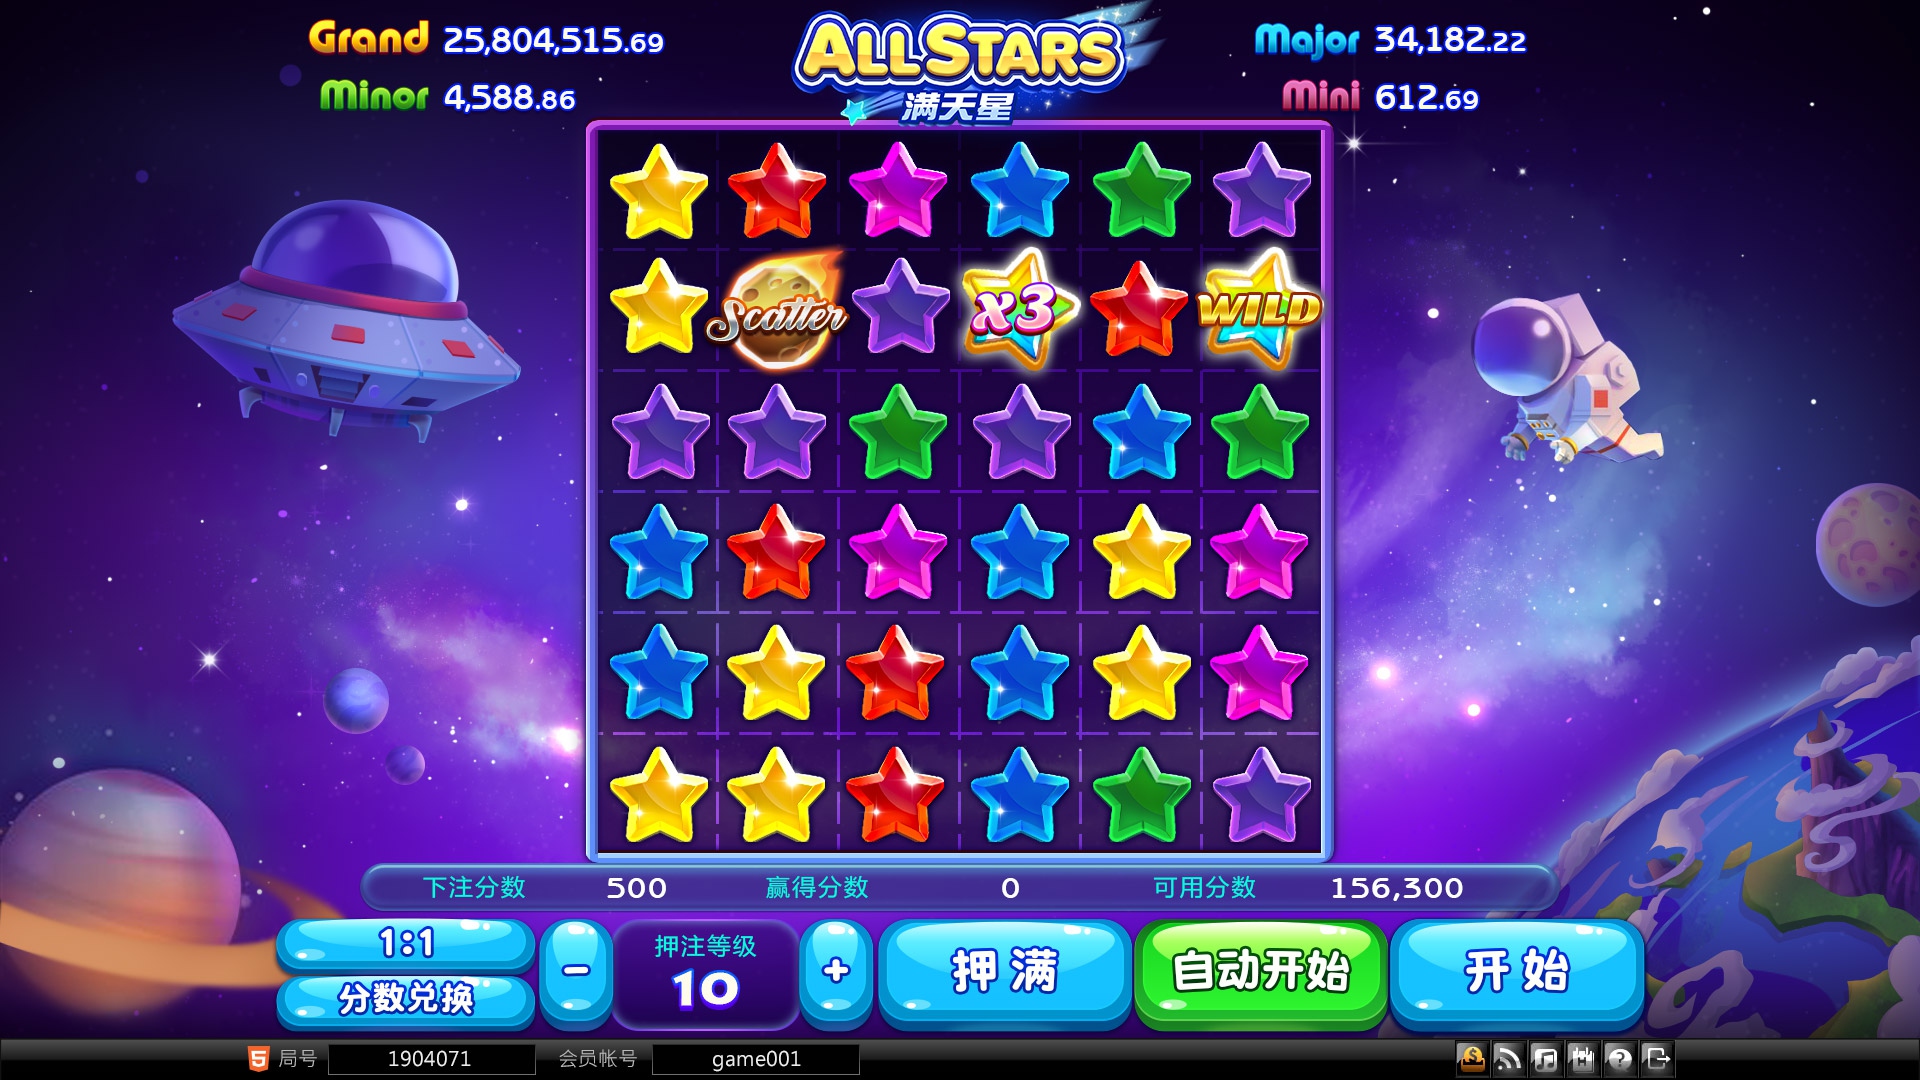 Grand 25,804,515.69
Minor 4,588.86
ALLSTARS
满天星
Major 34,182.22
Mini 612.69
Scatter
x3
WILD
下注分数 500 赢得分数 0 可用分数 156,300
1:1
分数兑换
-
押注等级
10
+
押满
自动开始
开始
5 局号 1904071 会员帐号 game001